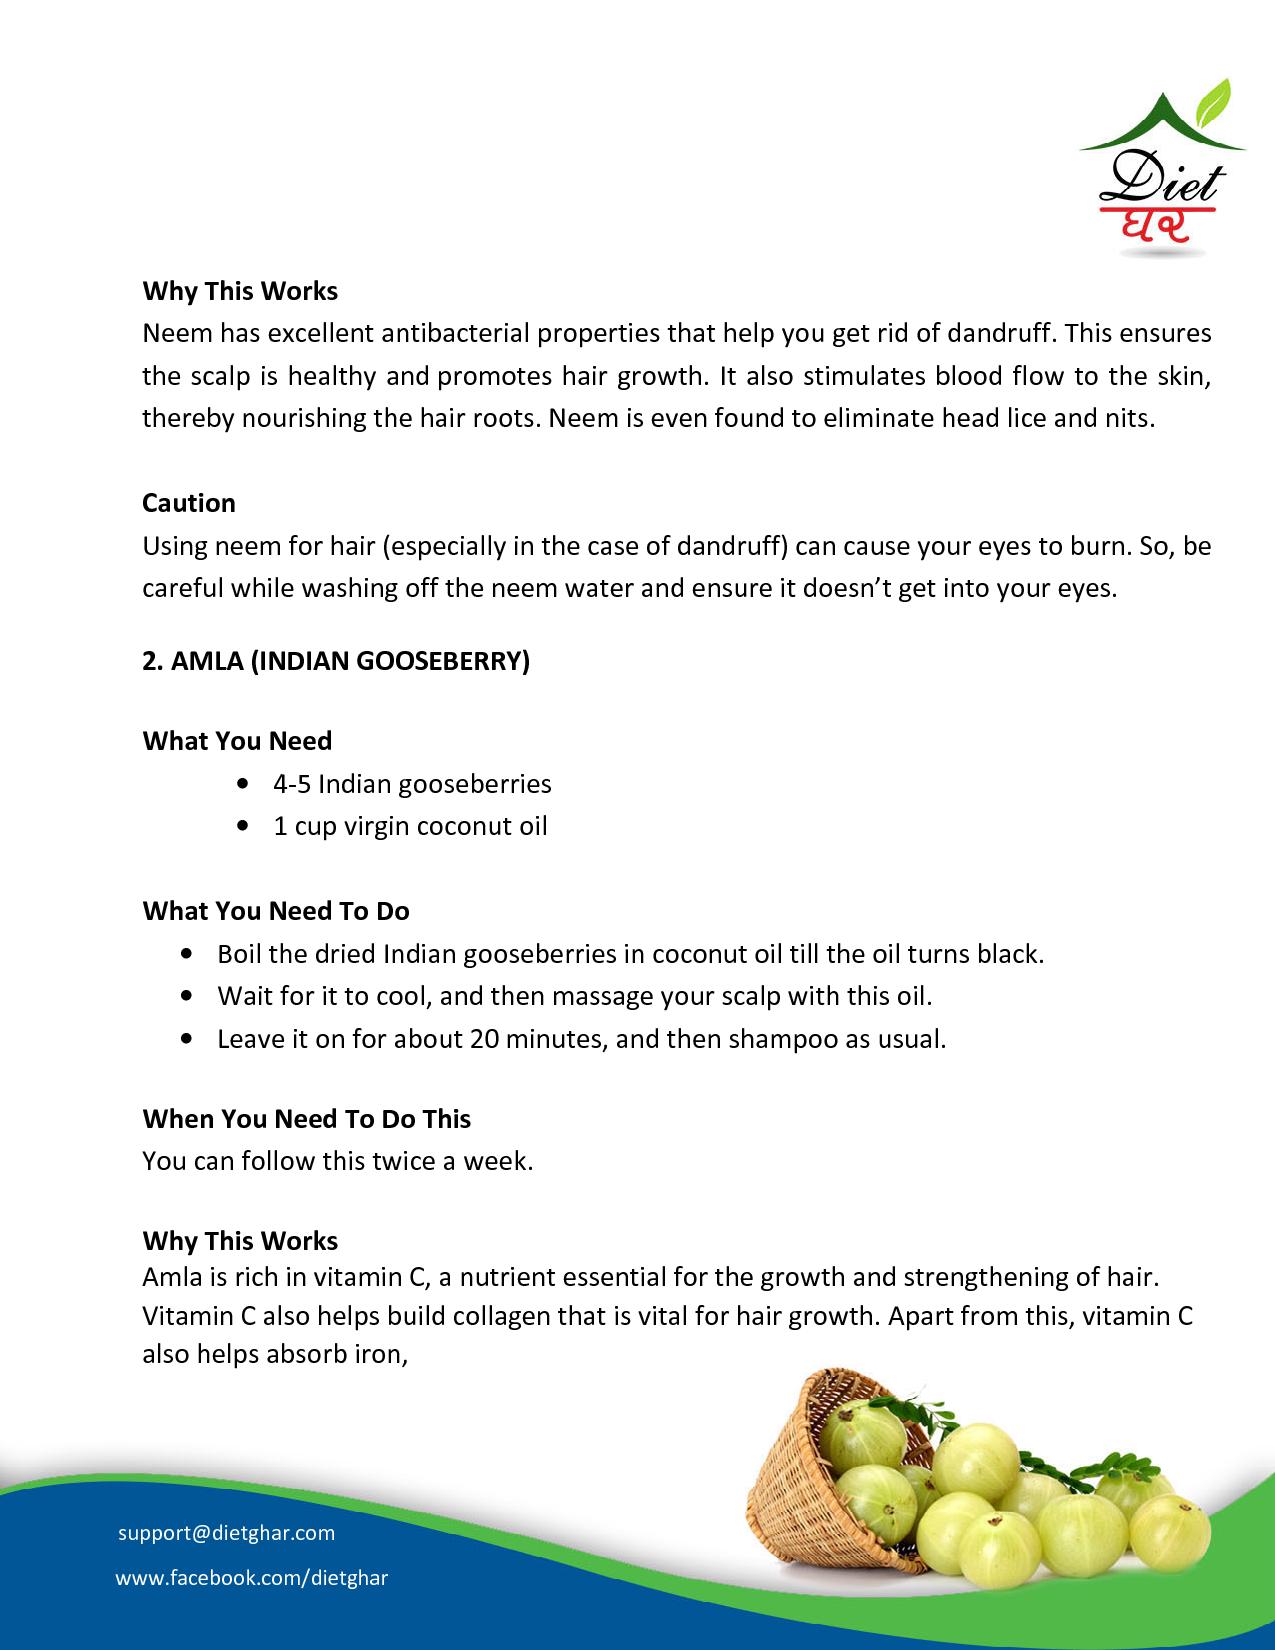 Diet
ઘર
Why This Works
Neem has excellent antibacterial properties that help you get rid of dandruff. This ensures
the scalp is healthy and promotes hair growth. It also stimulates blood flow to the skin,
thereby nourishing the hair roots. Neem is even found to eliminate head lice and nits.
Caution
Using neem for hair (especially in the case of dandruff) can cause your eyes to burn. So, be
careful while washing off the neem water and ensure it doesn’t get into your eyes.
2. AMLA (INDIAN GOOSEBERRY)
What You Need
• 4-5 Indian gooseberries
• 1 cup virgin coconut oil
What You Need To Do
• Boil the dried Indian gooseberries in coconut oil till the oil turns black.
• Wait for it to cool, and then massage your scalp with this oil.
• Leave it on for about 20 minutes, and then shampoo as usual.
When You Need To Do This
You can follow this twice a week.
Why This Works
Amla is rich in vitamin C, a nutrient essential for the growth and strengthening of hair.
Vitamin C also helps build collagen that is vital for hair growth. Apart from this, vitamin C
also helps absorb iron,
support@dietghar.com
www.facebook.com/dietghar